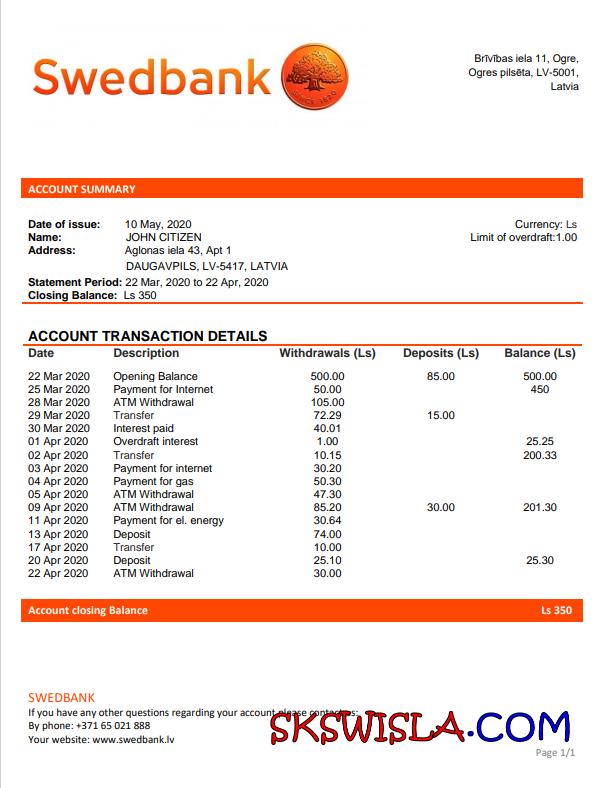 Swedbank
SINCE 1820
Brīvības iela 11, Ogre,
Ogres pilsēta, LV-5001,
Latvia
ACCOUNT SUMMARY
Date of issue: 10 May, 2020
Currency: Ls
Name: JOHN CITIZEN
Limit of overdraft:1.00
Address: Aglonas iela 43, Apt 1
DAUGAVPILS, LV-5417, LATVIA
Statement Period: 22 Mar, 2020 to 22 Apr, 2020
Closing Balance: Ls 350
ACCOUNT TRANSACTION DETAILS
Date Description Withdrawals (Ls) Deposits (Ls) Balance (Ls)
22 Mar 2020 Opening Balance 500.00 85.00 500.00
25 Mar 2020 Payment for Internet 50.00 450
28 Mar 2020 ATM Withdrawal 105.00
29 Mar 2020 Transfer 72.29 15.00
30 Mar 2020 Interest paid 40.01
01 Apr 2020 Overdraft interest 1.00 25.25
02 Apr 2020 Transfer 10.15 200.33
03 Apr 2020 Payment for internet 30.20
04 Apr 2020 Payment for gas 50.30
05 Apr 2020 ATM Withdrawal 47.30
09 Apr 2020 ATM Withdrawal 85.20 30.00 201.30
11 Apr 2020 Payment for el. energy 30.64
13 Apr 2020 Deposit 74.00
17 Apr 2020 Transfer 10.00
20 Apr 2020 Deposit 25.10 25.30
22 Apr 2020 ATM Withdrawal 30.00
Account closing Balance Ls 350
SWEDBANK
If you have any other questions regarding your account please contact us:
By phone: +371 65 021 888
Your website: www.swedbank.lv
SKSWISLA.COM
Page 1/1